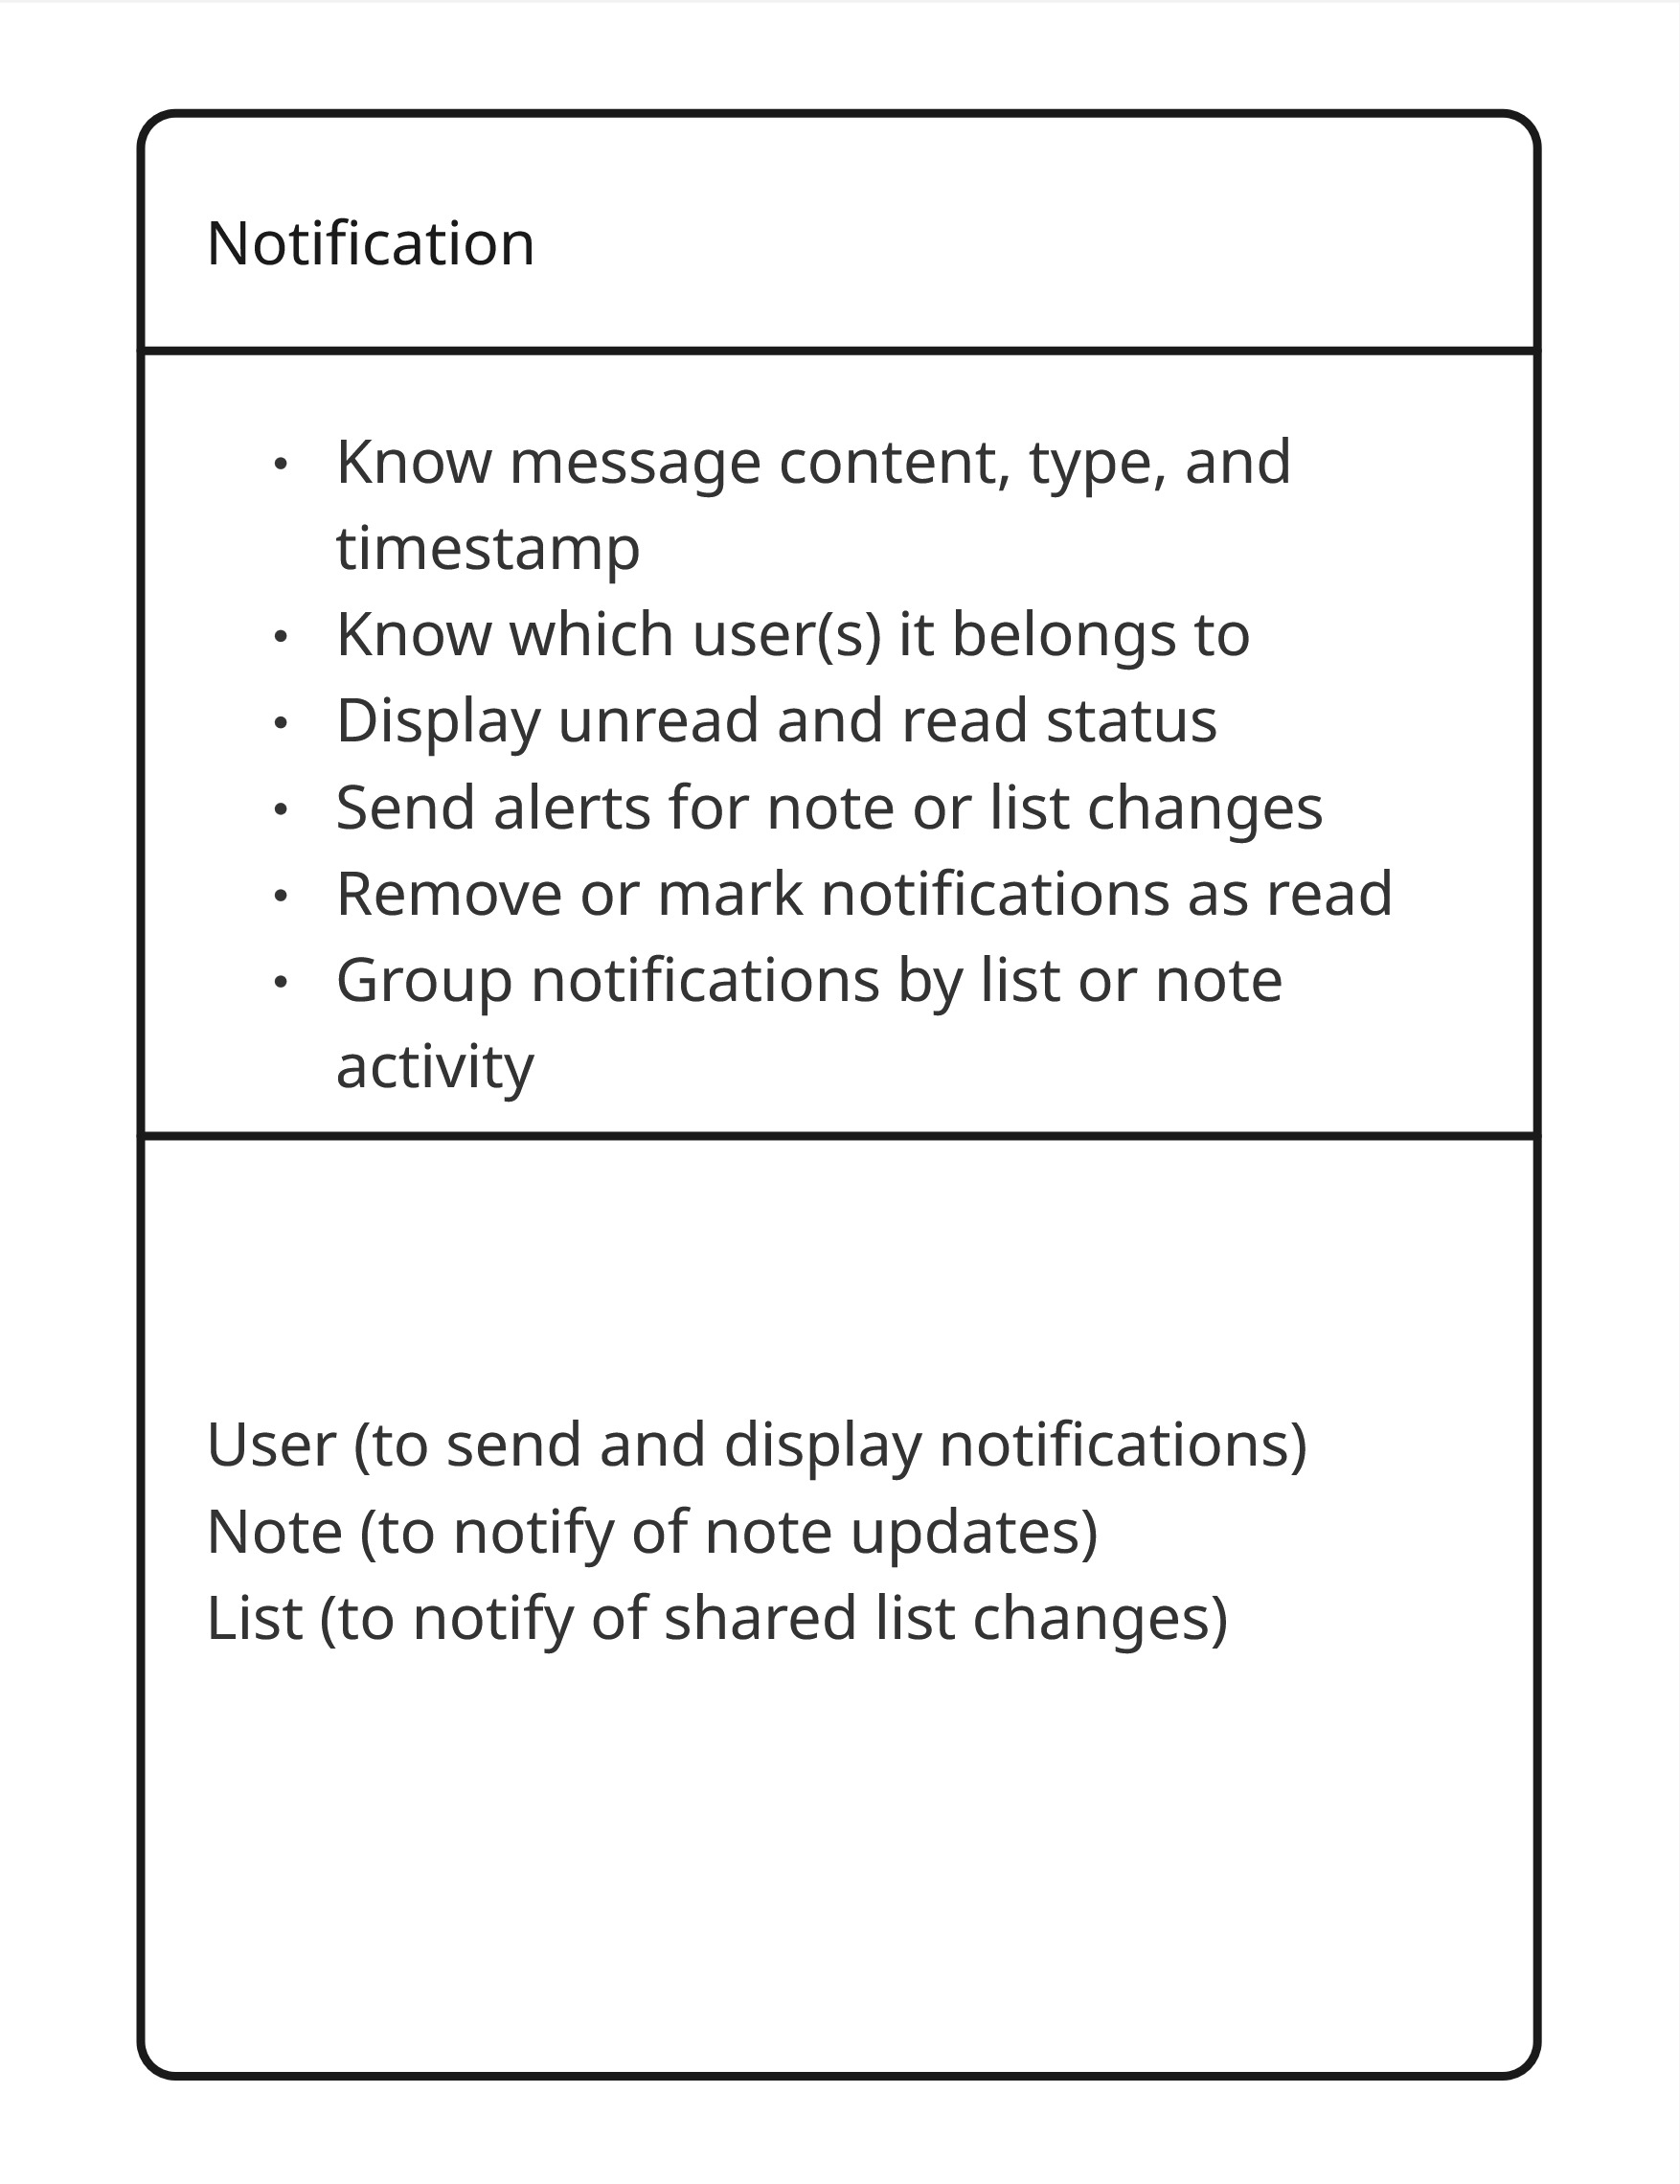 Notification
• Know message content, type, and
timestamp
• Know which user(s) it belongs to
• Display unread and read status
• Send alerts for note or list changes
• Remove or mark notifications as read
• Group notifications by list or note
activity
User (to send and display notifications)
Note (to notify of note updates)
List (to notify of shared list changes)